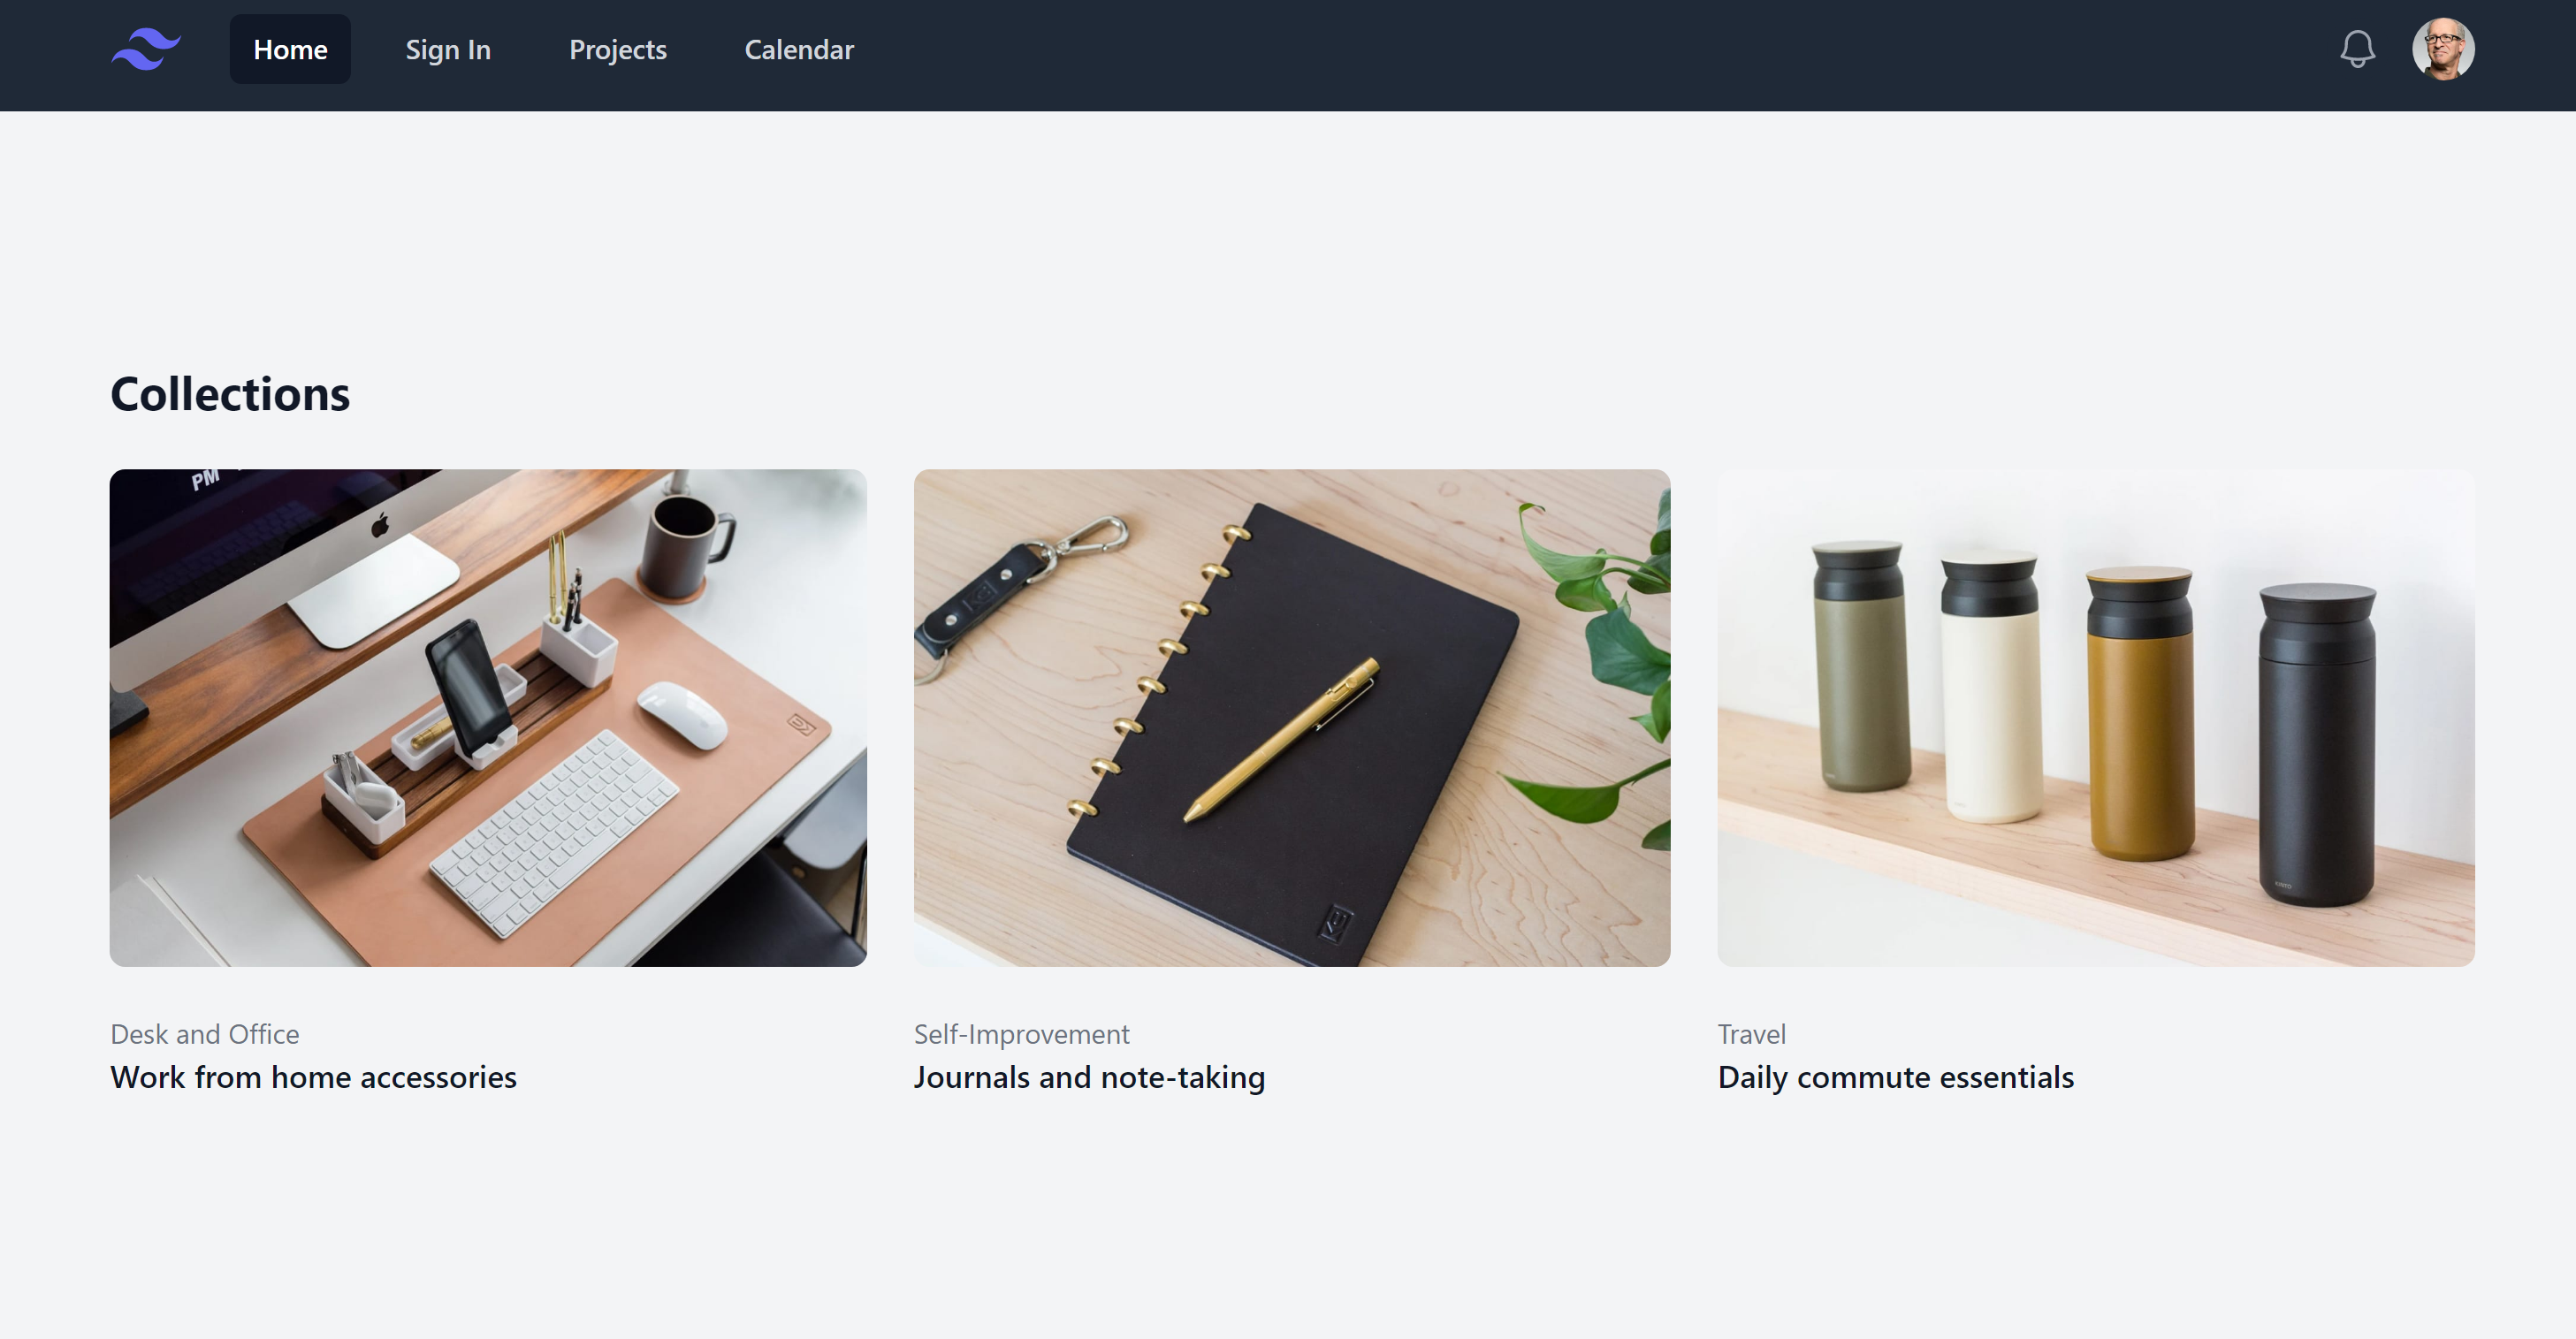 Home
Sign In
Projects
Calendar
Collections
PM
Desk and Office
Work from home accessories
Self-Improvement
Journals and note-taking
Travel
Daily commute essentials